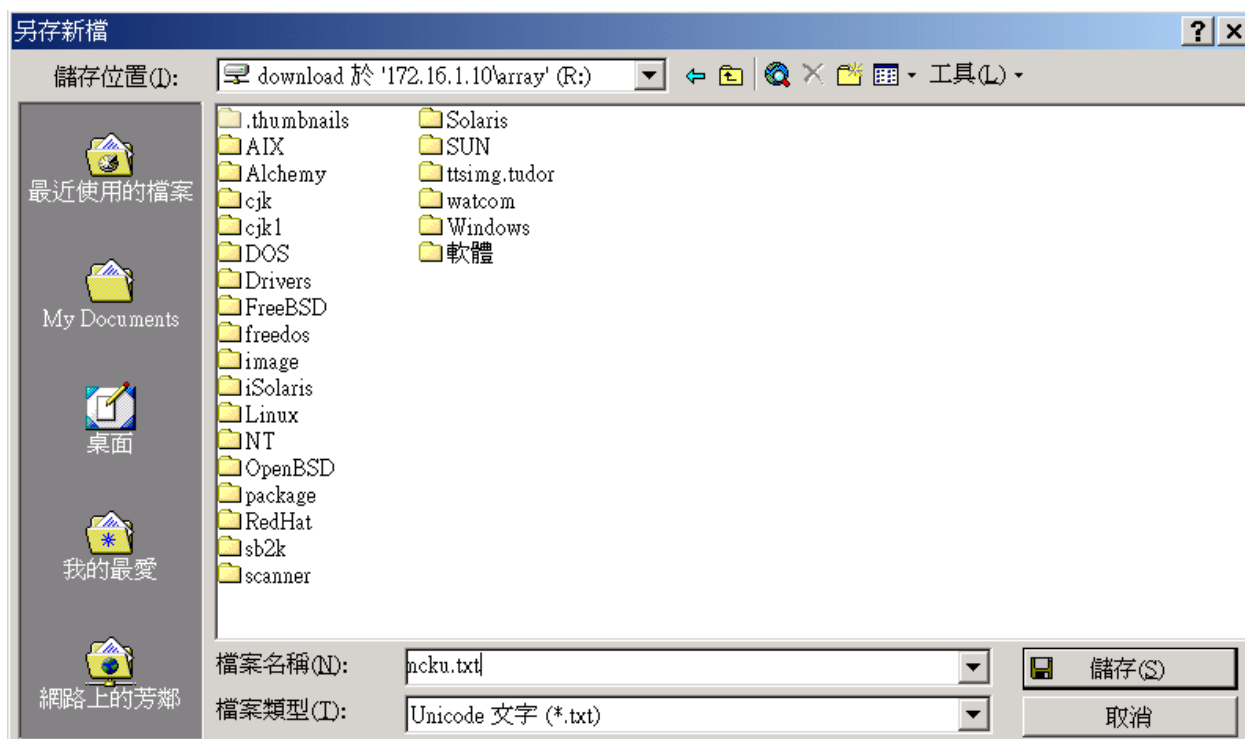 另存新檔
儲存位置(I):
download 於 '172.16.1.10\array' (R:)
工具(L)
最近使用的檔案
My Documents
桌面
我的最愛
網路上的芳鄰
.thumbnails
AIX
Alchemy
cjk
cjk1
DOS
Drivers
FreeBSD
freedos
image
iSolaris
Linux
NT
OpenBSD
package
RedHat
sb2k
scanner
Solaris
SUN
ttsimg.tudor
watcom
Windows
軟體
檔案名稱(N):
ncku.txt
儲存(S)
檔案類型(T):
Unicode 文字 (*.txt)
取消